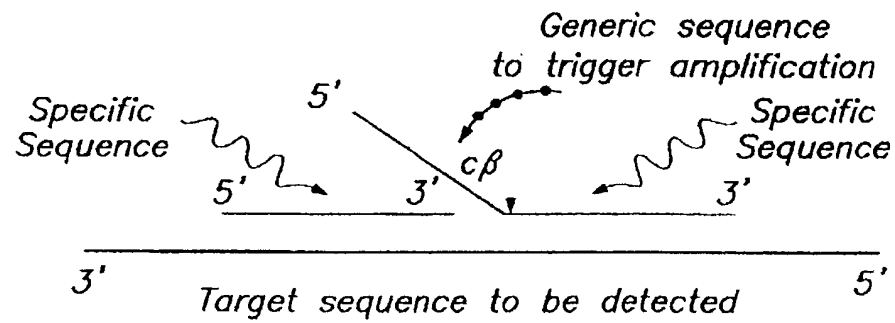 Generic sequence
to trigger amplification
5'
Specific
Sequence
Specific
Sequence
cβ
5'
3'
3'
3'
5'
Target sequence to be detected